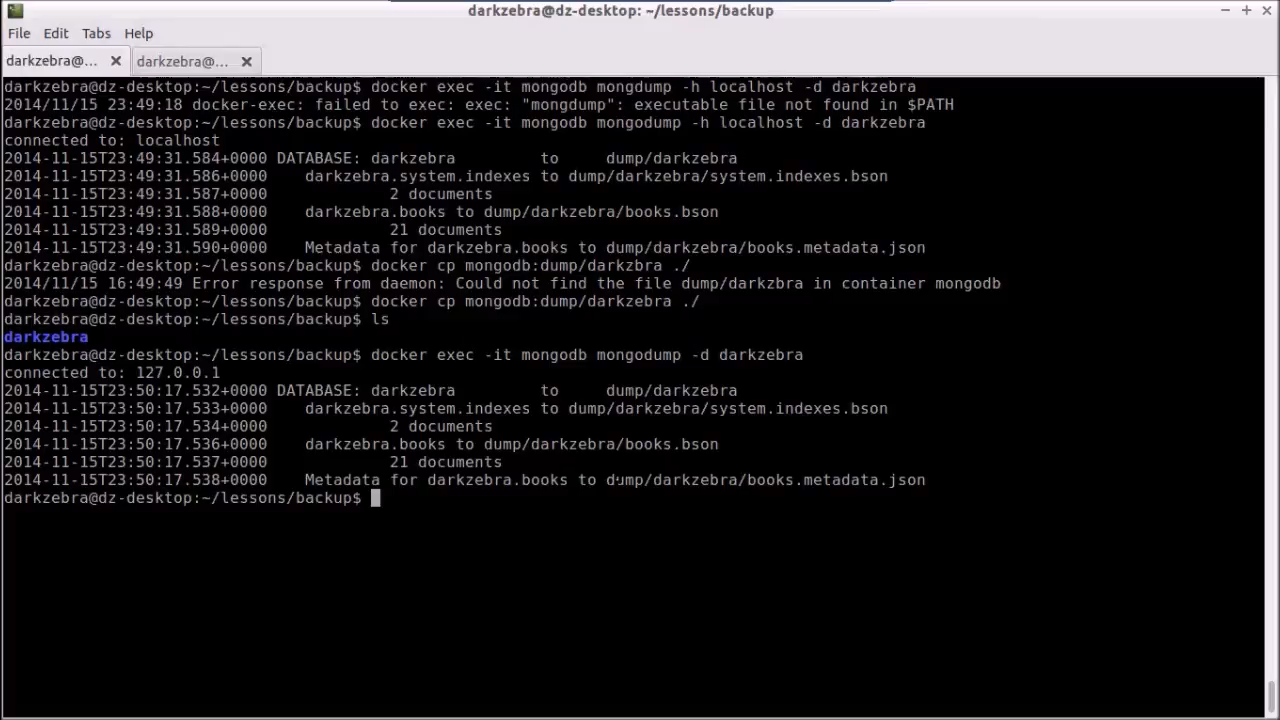 darkzebra@dz-desktop: ~/lessons/backup
File Edit Tabs Help
darkzebra@... darkzebra@...
darkzebra@dz-desktop:~/lessons/backup$ docker exec -it mongodb mongdump -h localhost -d darkzebra
2014/11/15 23:49:18 docker-exec: failed to exec: exec: "mongdump": executable file not found in $PATH
darkzebra@dz-desktop:~/lessons/backup$ docker exec -it mongodb mongodump -h localhost -d darkzebra
connected to: localhost
2014-11-15T23:49:31.584+0000 DATABASE: darkzebra to dump/darkzebra
2014-11-15T23:49:31.586+0000 darkzebra.system.indexes to dump/darkzebra/system.indexes.bson
2014-11-15T23:49:31.587+0000 2 documents
2014-11-15T23:49:31.588+0000 darkzebra.books to dump/darkzebra/books.bson
2014-11-15T23:49:31.589+0000 21 documents
2014-11-15T23:49:31.590+0000 Metadata for darkzebra.books to dump/darkzebra/books.metadata.json
darkzebra@dz-desktop:~/lessons/backup$ docker cp mongodb:dump/darkzbra ./
2014/11/15 16:49:49 Error response from daemon: Could not find the file dump/darkzbra in container mongodb
darkzebra@dz-desktop:~/lessons/backup$ docker cp mongodb:dump/darkzebra ./
darkzebra@dz-desktop:~/lessons/backup$ ls
darkzebra
darkzebra@dz-desktop:~/lessons/backup$ docker exec -it mongodb mongodump -d darkzebra
connected to: 127.0.0.1
2014-11-15T23:50:17.532+0000 DATABASE: darkzebra to dump/darkzebra
2014-11-15T23:50:17.533+0000 darkzebra.system.indexes to dump/darkzebra/system.indexes.bson
2014-11-15T23:50:17.534+0000 2 documents
2014-11-15T23:50:17.536+0000 darkzebra.books to dump/darkzebra/books.bson
2014-11-15T23:50:17.537+0000 21 documents
2014-11-15T23:50:17.538+0000 Metadata for darkzebra.books to dump/darkzebra/books.metadata.json
darkzebra@dz-desktop:~/lessons/backup$